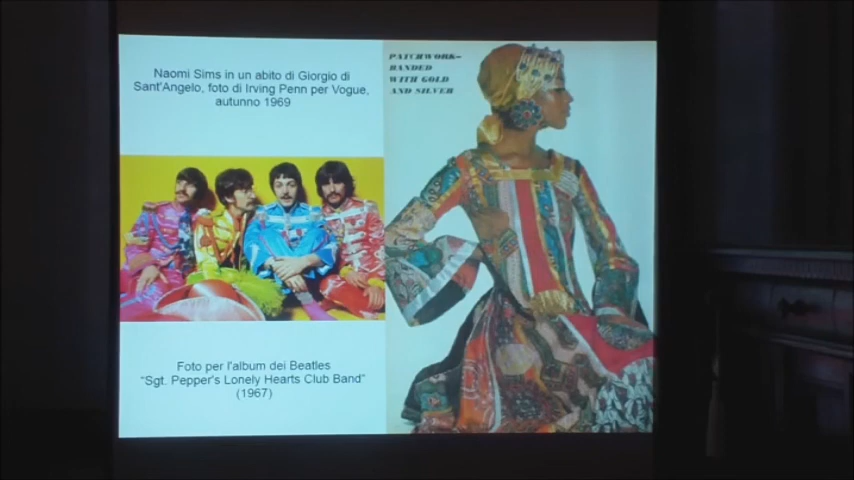 Naomi Sims in un abito di Giorgio di
Sant'Angelo, foto di Irving Penn per Vogue,
autunno 1969
PATCHWORK–
BANDED
WITH GOLD
AND SILVER
Foto per l'album dei Beatles
“Sgt. Pepper's Lonely Hearts Club Band”
(1967)